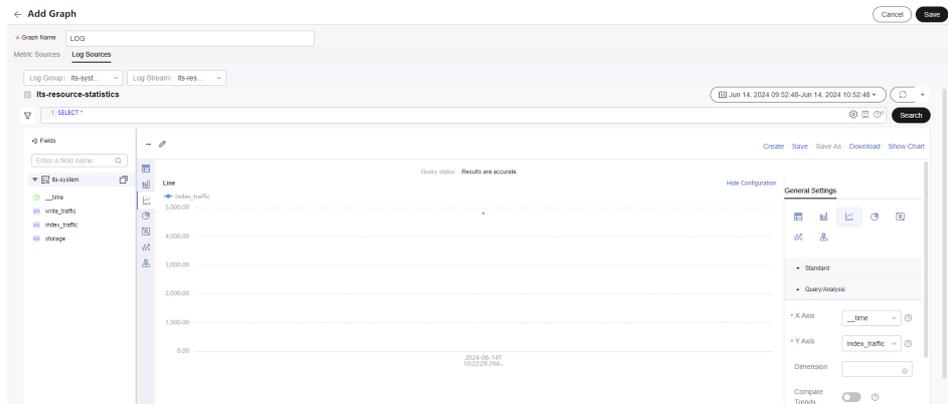 ← Add Graph
Cancel Save
* Graph Name LOG
Metric Sources Log Sources
Log Group: lts-syst... Log Stream: lts-res...
lts-resource-statistics
Jun 14, 2024 09:52:48-Jun 14, 2024 10:52:48
1 SELECT *
Search
Fields
Enter a field name
lts-system
__time
write_traffic
index_traffic
storage
--
Create Save Save As Download Show Chart
Query status: Results are accurate.
Line
Hide Configuration
index_traffic
5,000.00
4,000.00
3,000.00
2,000.00
1,000.00
0.00
2024-06-14T
10:22:29.394...
General Settings
Standard
Query/Analysis
* X Axis __time
* Y Axis index_traffic
Dimension
Compare
Trends